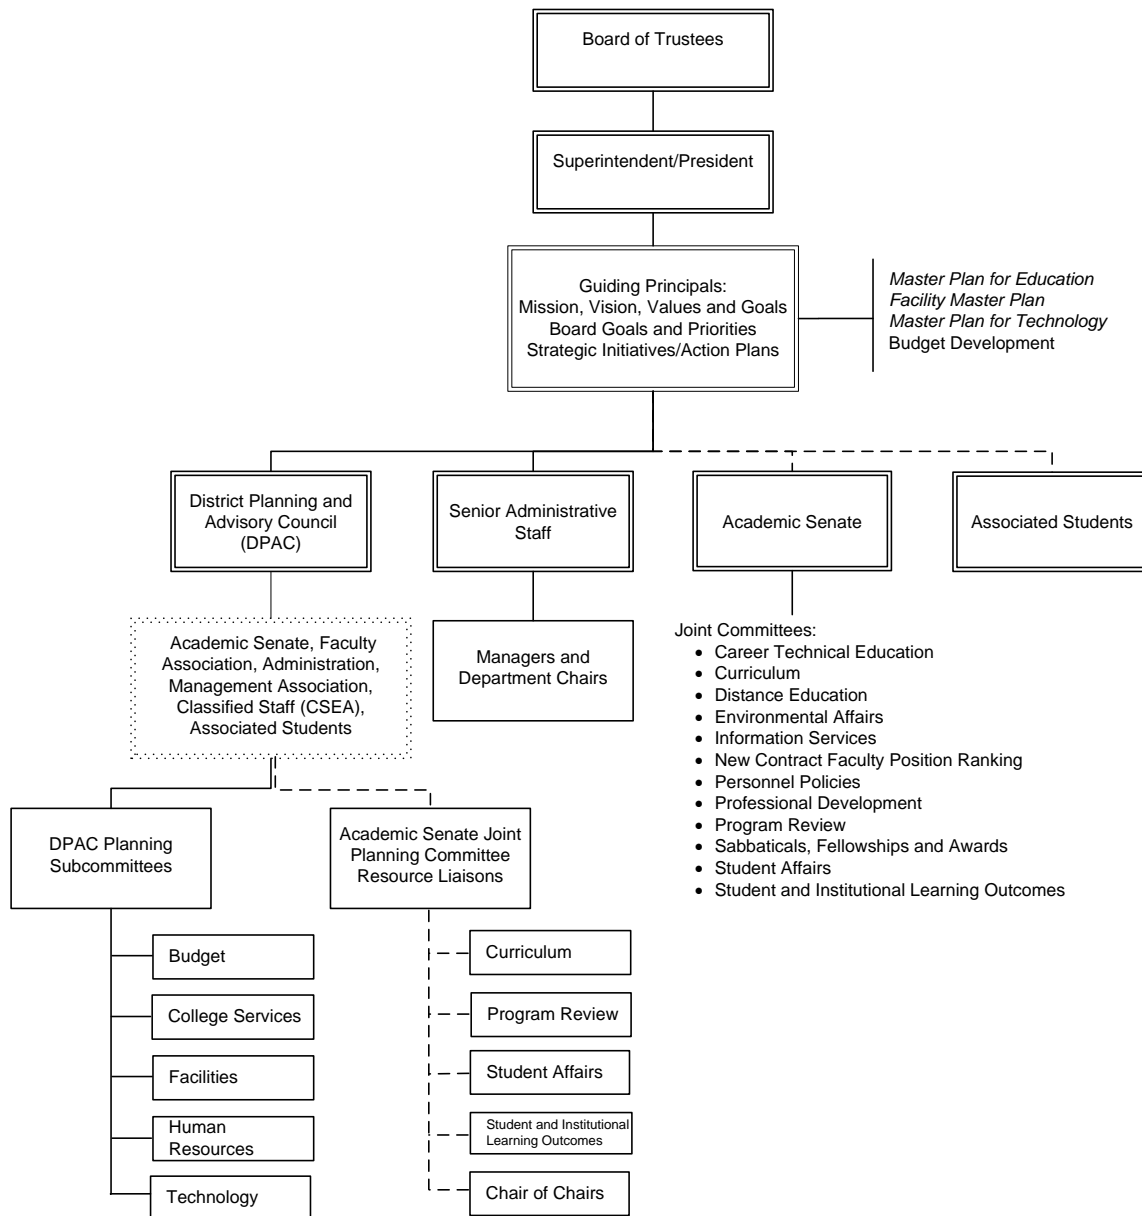 Board of Trustees
Superintendent/President
Guiding Principals:
Mission, Vision, Values and Goals
Board Goals and Priorities
Strategic Initiatives/Action Plans
Master Plan for Education
Facility Master Plan
Master Plan for Technology
Budget Development
District Planning and
Advisory Council
(DPAC)
Senior Administrative
Staff
Academic Senate
Associated Students
Academic Senate, Faculty
Association, Administration,
Management Association,
Classified Staff (CSEA),
Associated Students
Managers and
Department Chairs
Joint Committees:
• Career Technical Education
• Curriculum
• Distance Education
• Environmental Affairs
• Information Services
• New Contract Faculty Position Ranking
• Personnel Policies
• Professional Development
• Program Review
• Sabbaticals, Fellowships and Awards
• Student Affairs
• Student and Institutional Learning Outcomes
DPAC Planning
Subcommittees
Academic Senate Joint
Planning Committee
Resource Liaisons
Budget
College Services
Facilities
Human
Resources
Technology
Curriculum
Program Review
Student Affairs
Student and Institutional
Learning Outcomes
Chair of Chairs